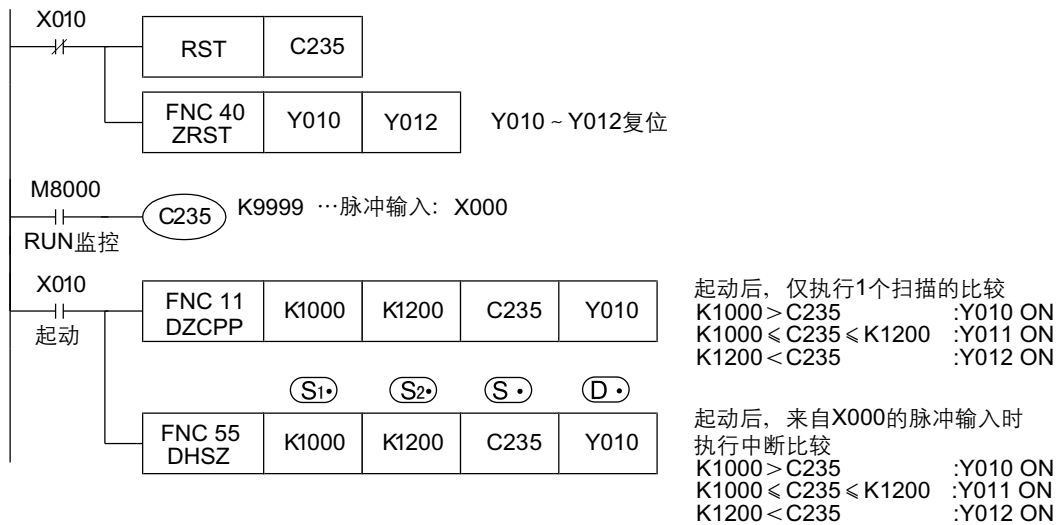 X010
RST C235
FNC 40 ZRST Y010 Y012 Y010~Y012复位
M8000
C235 K9999 …脉冲输入: X000
RUN监控
X010
起动
FNC 11 DZCPP K1000 K1200 C235 Y010
起动后，仅执行1个扫描的比较
K1000>C235 :Y010 ON
K1000≤C235≤K1200 :Y011 ON
K1200<C235 :Y012 ON
S1• S2• S• D•
FNC 55 DHSZ K1000 K1200 C235 Y010
起动后，来自X000的脉冲输入时
执行中断比较
K1000>C235 :Y010 ON
K1000≤C235≤K1200 :Y011 ON
K1200<C235 :Y012 ON